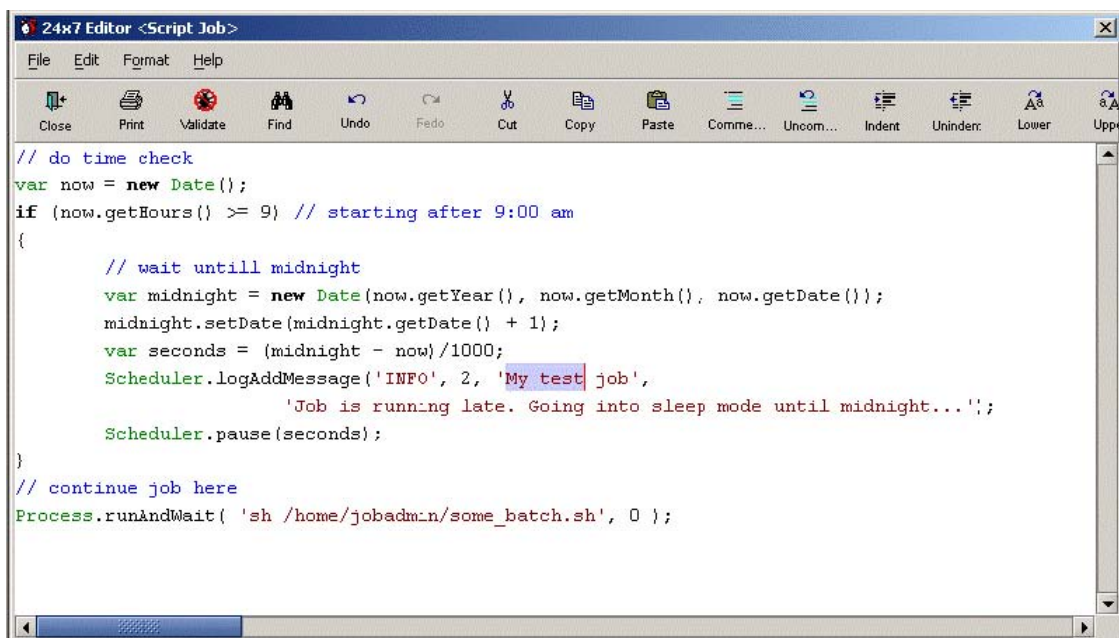 24x7 Editor <Script Job>
File Edit Format Help
Close Print Validate Find Undo Redo Cut Copy Paste Comme... Uncom... Indent Unindent Lower Uppe
// do time check
var now = new Date();
if (now.getHours() >= 9) // starting after 9:00 am
{
// wait untill midnight
var midnight = new Date(now.getYear(), now.getMonth(), now.getDate());
midnight.setDate(midnight.getDate() + 1);
var seconds = (midnight - now)/1000;
Scheduler.logAddMessage('INFO', 2, 'My test job',
'Job is running late. Going into sleep mode until midnight...');
Scheduler.pause(seconds);
}
// continue job here
Process.runAndWait( 'sh /home/jobadmin/some_batch.sh', 0 );